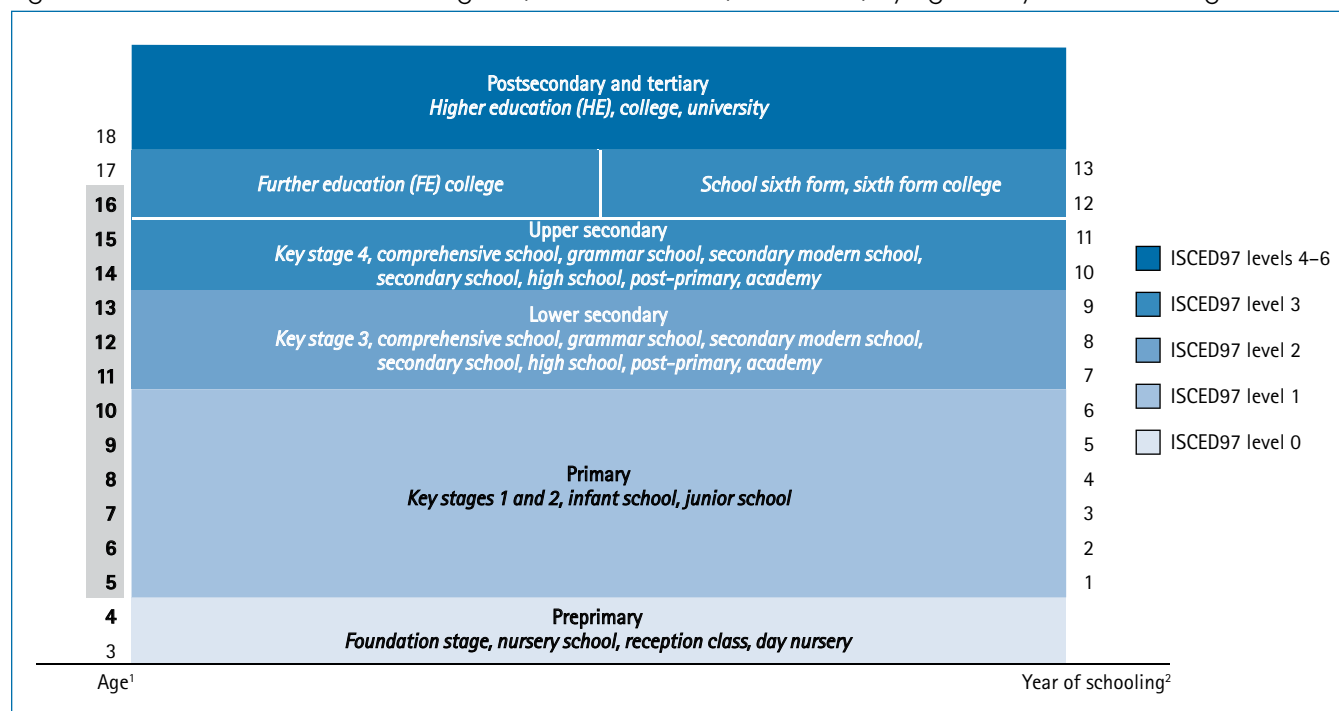 Postsecondary and tertiary
Higher education (HE), college, university
18
17
Further education (FE) college
School sixth form, sixth form college
13
16
12
Upper secondary
15
Key stage 4, comprehensive school, grammar school, secondary modern school,
11
14
secondary school, high school, post-primary, academy
10
13
Lower secondary
9
12
Key stage 3, comprehensive school, grammar school, secondary modern school,
8
11
secondary school, high school, post-primary, academy
7
10
6
9
5
8
Primary
4
7
Key stages 1 and 2, infant school, junior school
3
6
2
5
1
4
Preprimary
3
Foundation stage, nursery school, reception class, day nursery
Age¹
Year of schooling²
ISCED97 levels 4–6
ISCED97 level 3
ISCED97 level 2
ISCED97 level 1
ISCED97 level 0